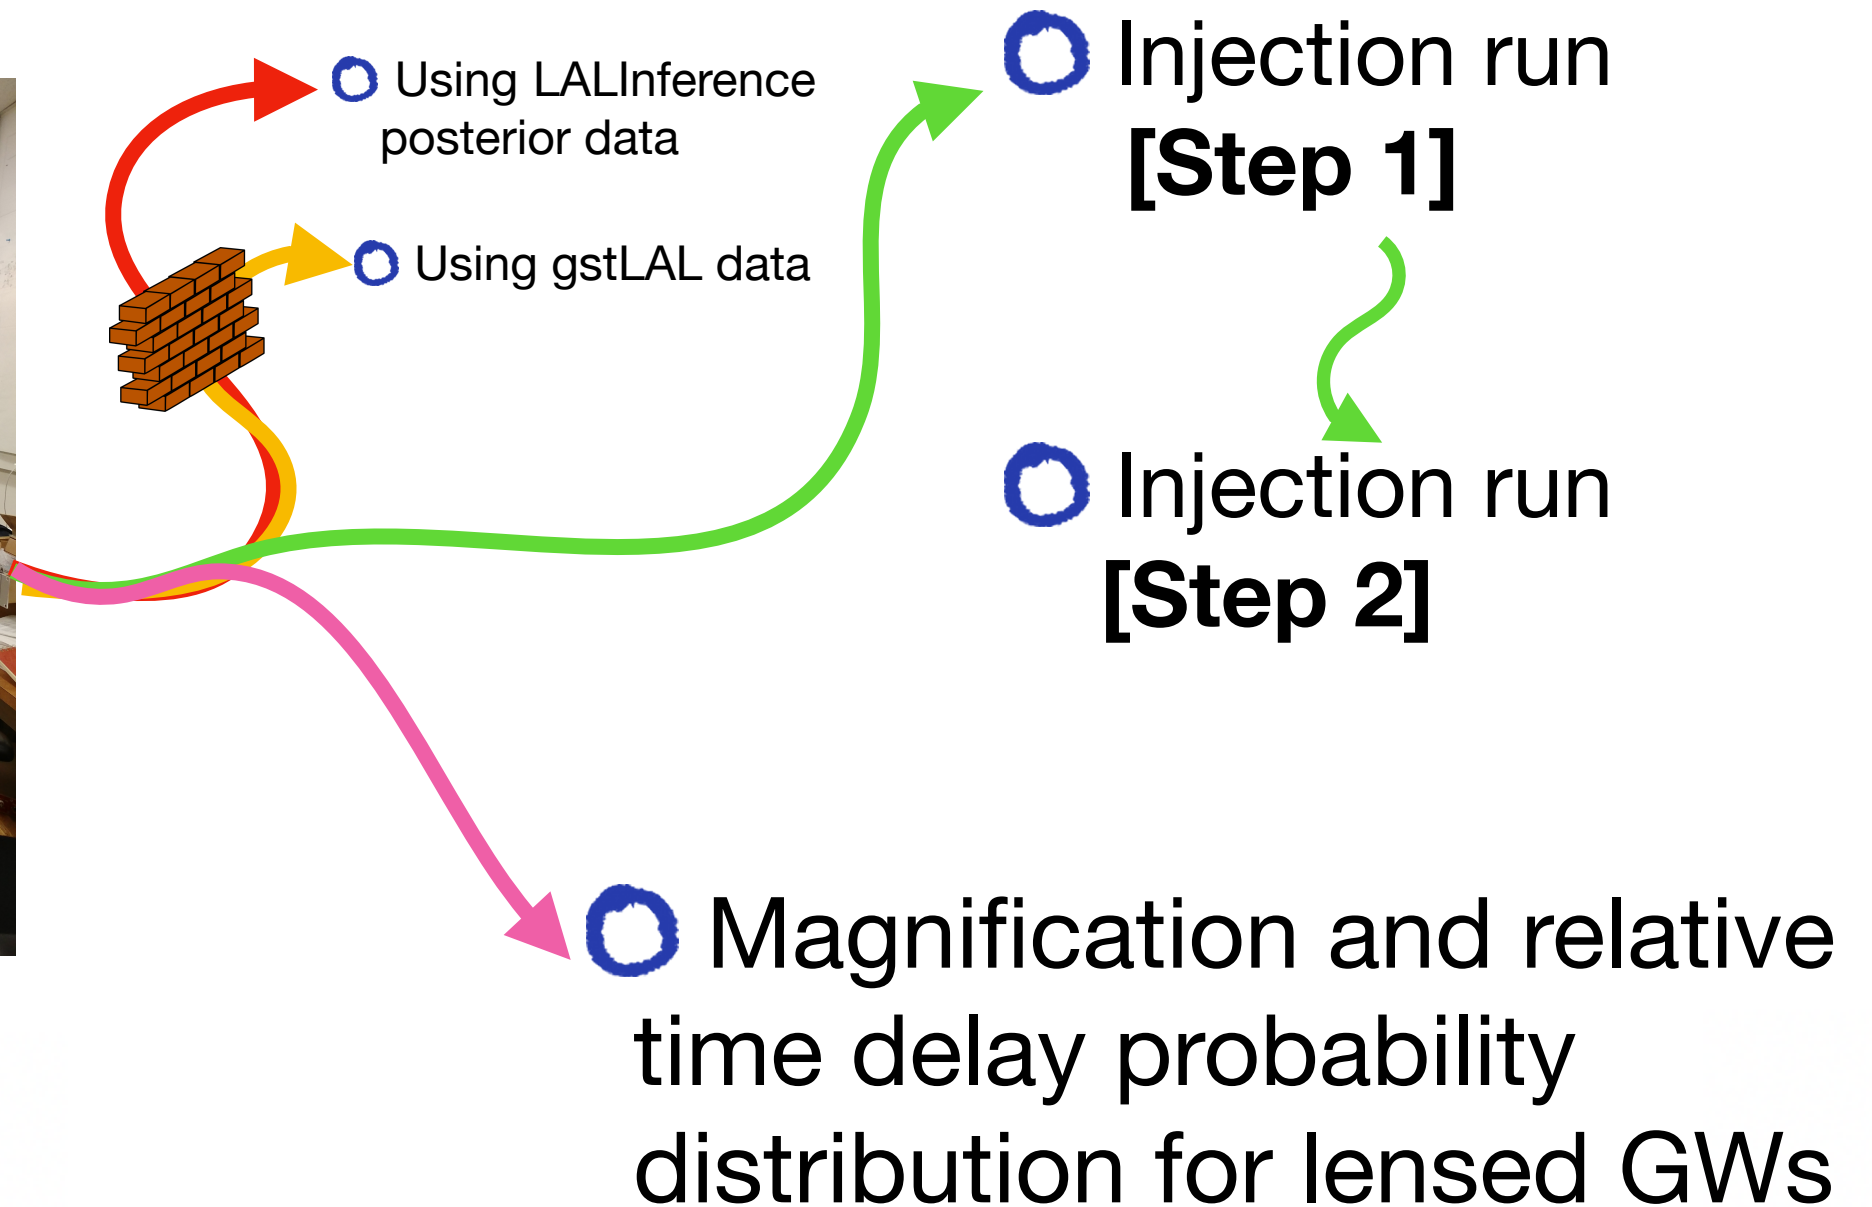 Using LALInference
posterior data
Using gstLAL data
Injection run
[Step 1]
Injection run
[Step 2]
Magnification and relative
time delay probability
distribution for lensed GWs